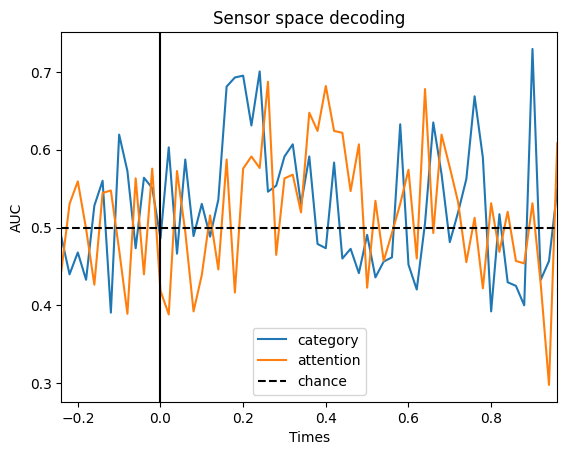 Sensor space decoding
AUC
0.7
0.6
0.5
0.4
0.3
category
attention
chance
−0.2
0.0
0.2
0.4
0.6
0.8
Times